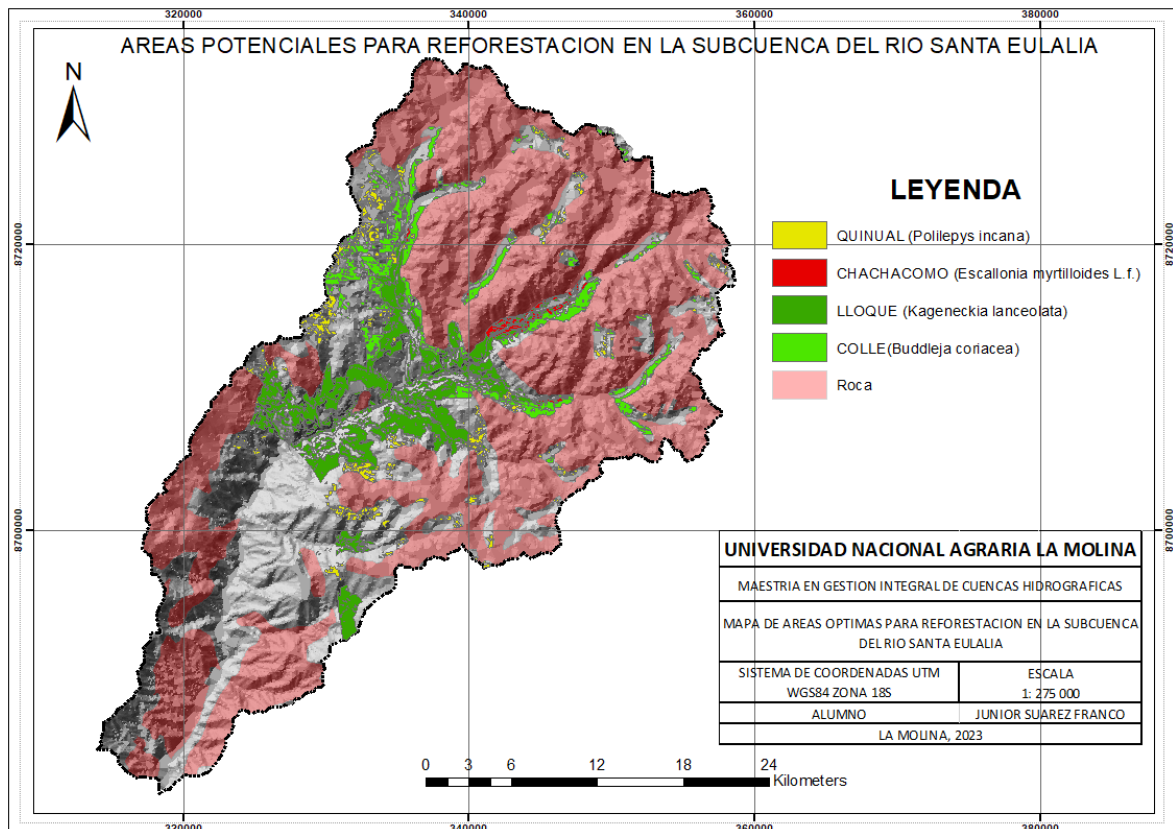 320000
340000
360000
380000
AREAS POTENCIALES PARA REFORESTACION EN LA SUBCUENCA DEL RIO SANTA EULALIA
N
LEYENDA
QUINUAL (Polilepys incana)
CHACHACOMO (Escallonia myrtilloides L.f.)
LLOQUE (Kageneckia lanceolata)
COLLE(Buddleja coriacea)
Roca
8720000
8720000
8700000
8700000
UNIVERSIDAD NACIONAL AGRARIA LA MOLINA
MAESTRIA EN GESTION INTEGRAL DE CUENCAS HIDROGRAFICAS
MAPA DE AREAS OPTIMAS PARA REFORESTACION EN LA SUBCUENCA
DEL RIO SANTA EULALIA
SISTEMA DE COORDENADAS UTM
WGS84 ZONA 18S
ESCALA
1: 275 000
ALUMNO
JUNIOR SUAREZ FRANCO
LA MOLINA, 2023
0 3 6 12 18 24
Kilometers
320000
340000
360000
380000